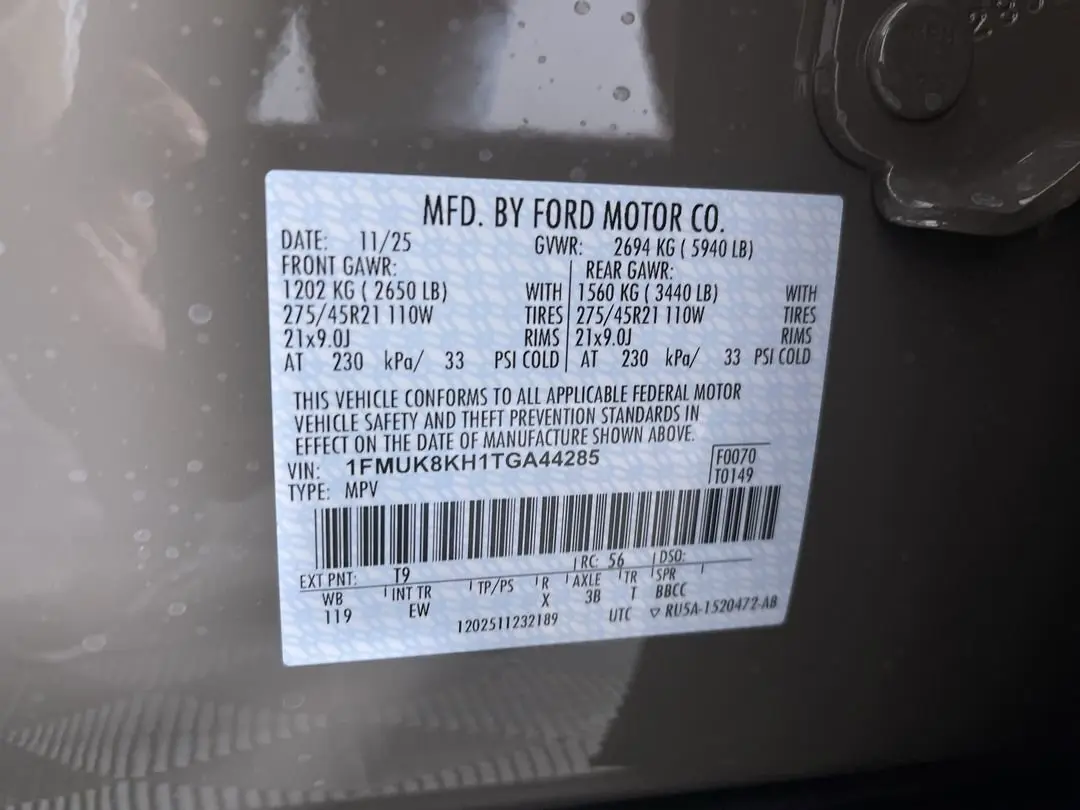 MFD. BY FORD MOTOR CO.
DATE: 11/25 GVWR: 2694 KG ( 5940 LB)
FRONT GAWR: REAR GAWR:
1202 KG ( 2650 LB) WITH 1560 KG ( 3440 LB) WITH
275/45R21 110W TIRES 275/45R21 110W TIRES
21x9.0J RIMS 21x9.0J RIMS
AT 230 kPa/ 33 PSI COLD AT 230 kPa/ 33 PSI COLD
THIS VEHICLE CONFORMS TO ALL APPLICABLE FEDERAL MOTOR
VEHICLE SAFETY AND THEFT PREVENTION STANDARDS IN
EFFECT ON THE DATE OF MANUFACTURE SHOWN ABOVE.
VIN: 1FMUK8KH1TGA44285 F0070
TYPE: MPV T0149
EXT PNT: T9 RC: 56 DSO:
WB INT TR TP/PS R AXLE TR SPR
119 EW X 3B T BBCC
1202511232189 UTC ▽ RU5A-1520472-AB